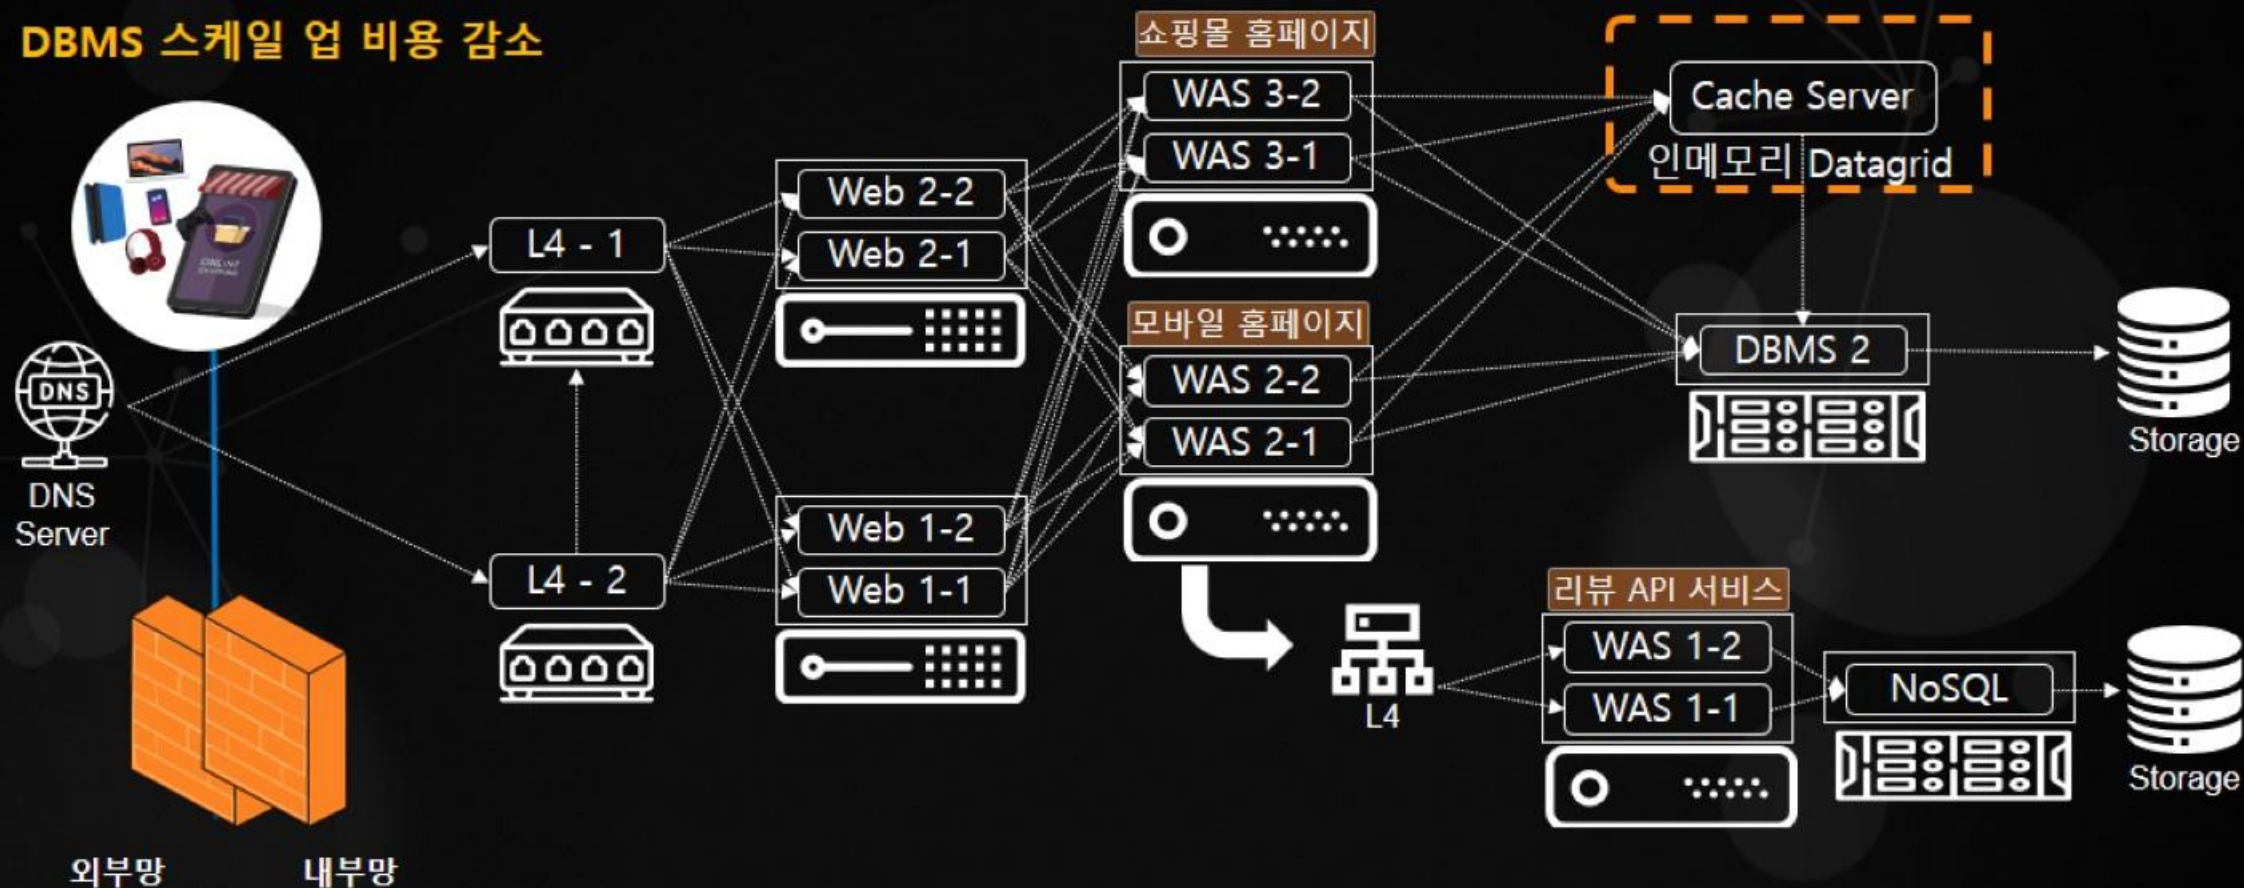 DBMS 스케일 업 비용 감소
쇼핑몰 홈페이지
WAS 3-2
WAS 3-1
Cache Server
인메모리 Datagrid
Web 2-2
Web 2-1
L4 - 1
모바일 홈페이지
WAS 2-2
WAS 2-1
DBMS 2
Storage
DNS
DNS
Server
L4 - 2
Web 1-2
Web 1-1
L4
리뷰 API 서비스
WAS 1-2
WAS 1-1
NoSQL
Storage
외부망
내부망